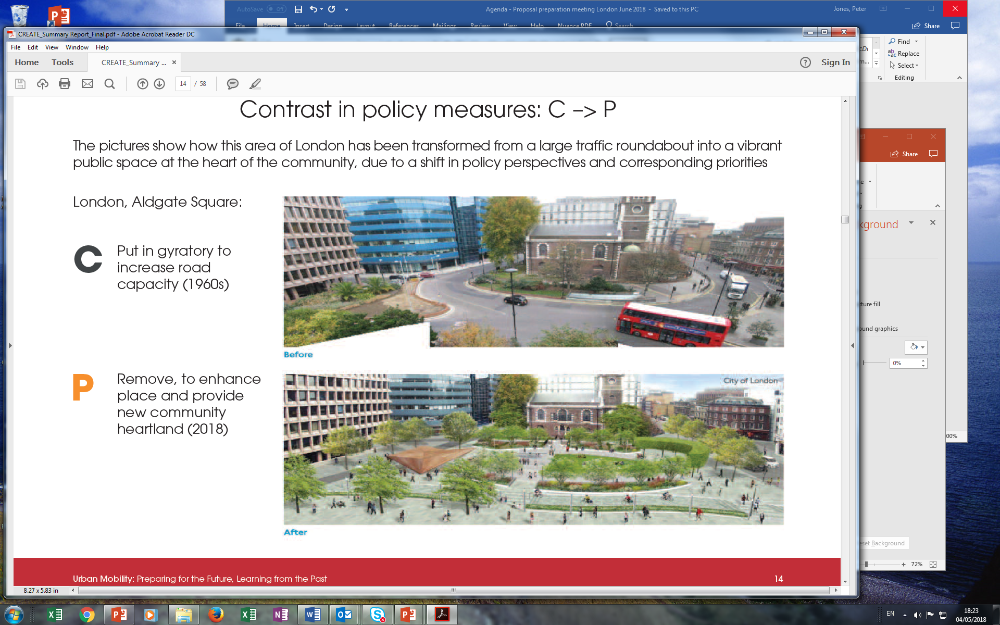 AutoSave Off
Agenda - Proposal preparation meeting London June 2018 - Saved to this PC
Jones, Peter
File Home Insert Design Layout References Mailings Review View Help Nuance PDF Search
Share
CREATE_Summary Report_Final.pdf - Adobe Acrobat Reader DC
File Edit View Window Help
Home Tools CREATE_Summary ... ×
Sign In
14 / 58
Find
Replace
Select
Editing
Contrast in policy measures: C –> P
The pictures show how this area of London has been transformed from a large traffic roundabout into a vibrant
public space at the heart of the community, due to a shift in policy perspectives and corresponding priorities
London, Aldgate Square:
C
Put in gyratory to
increase road
capacity (1960s)
Before
P
Remove, to enhance
place and provide
new community
heartland (2018)
City of London
After
Urban Mobility: Preparing for the Future, Learning from the Past
14
8.27 x 5.83 in
Share
kground
ture fill
ound graphics
0%
00%
eset Background
72%
EN
18:23
04/05/2018